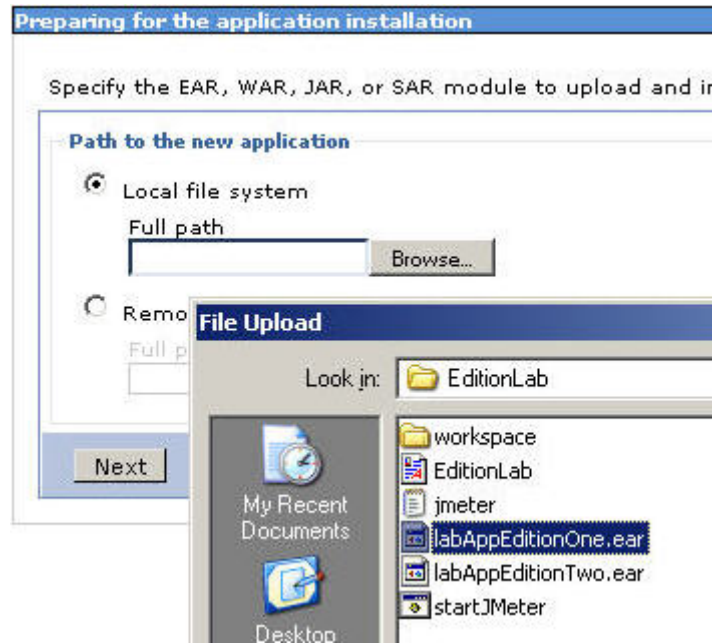 Preparing for the application installation
Specify the EAR, WAR, JAR, or SAR module to upload and i
Path to the new application
Local file system
Full path
Browse...
Remo
Full p
File Upload
Look in:
EditionLab
workspace
EditionLab
jmeter
labAppEditionOne.ear
labAppEditionTwo.ear
startJMeter
Next
My Recent
Documents
Desktop